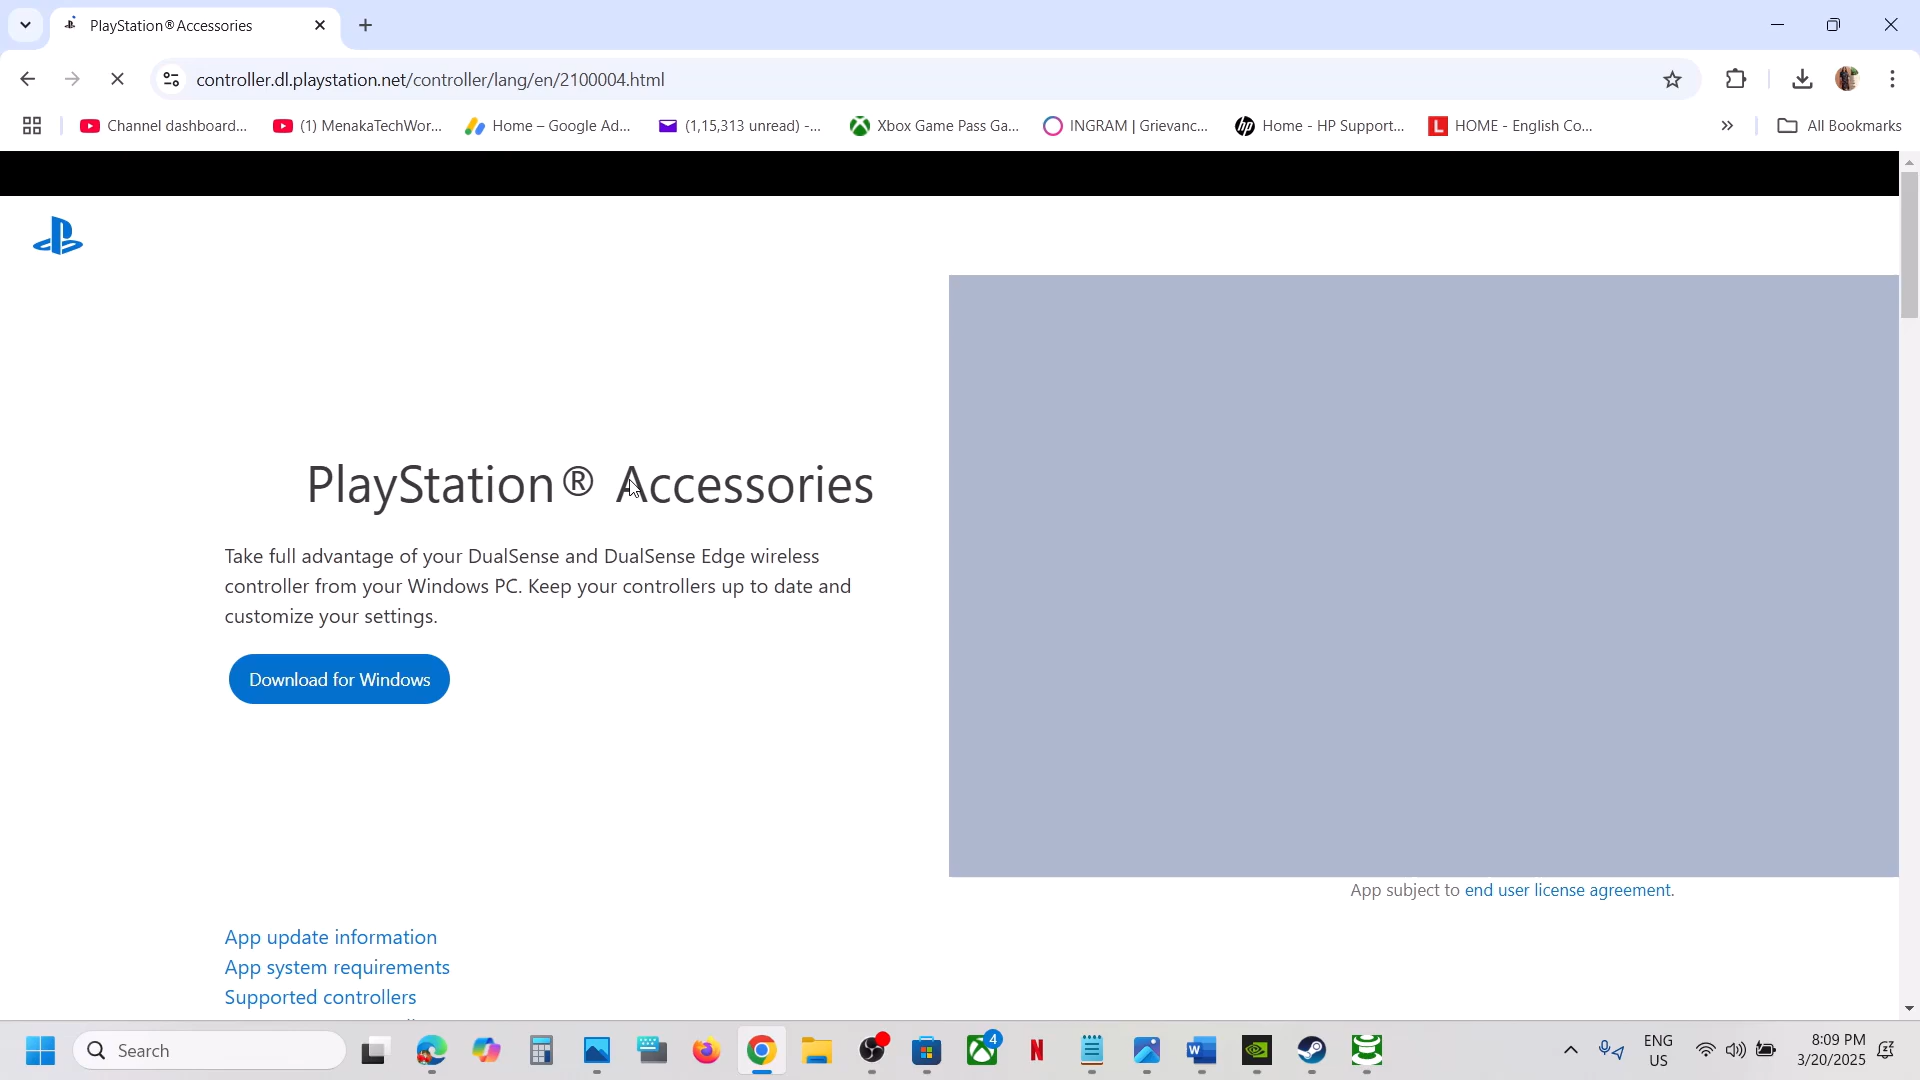 PlayStation®Accessories
controller.dl.playstation.net/controller/lang/en/2100004.html
Channel dashboard...
(1) MenakaTechWor...
Home – Google Ad...
(1,15,313 unread) -...
Xbox Game Pass Ga...
INGRAM | Grievanc...
Home - HP Support...
HOME - English Co...
All Bookmarks
PlayStation® Accessories
Take full advantage of your DualSense and DualSense Edge wireless
controller from your Windows PC. Keep your controllers up to date and
customize your settings.
Download for Windows
App subject to end user license agreement.
App update information
App system requirements
Supported controllers
Search
4
ENG
US
8:09 PM
3/20/2025